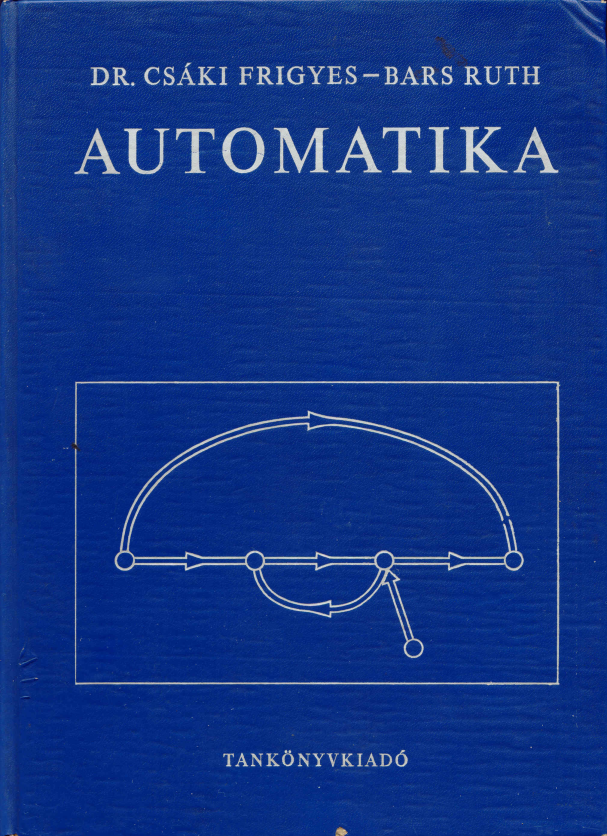 DR. CSÁKI FRIGYES–BARS RUTH
AUTOMATIKA
TANKÖNYVKIADÓ